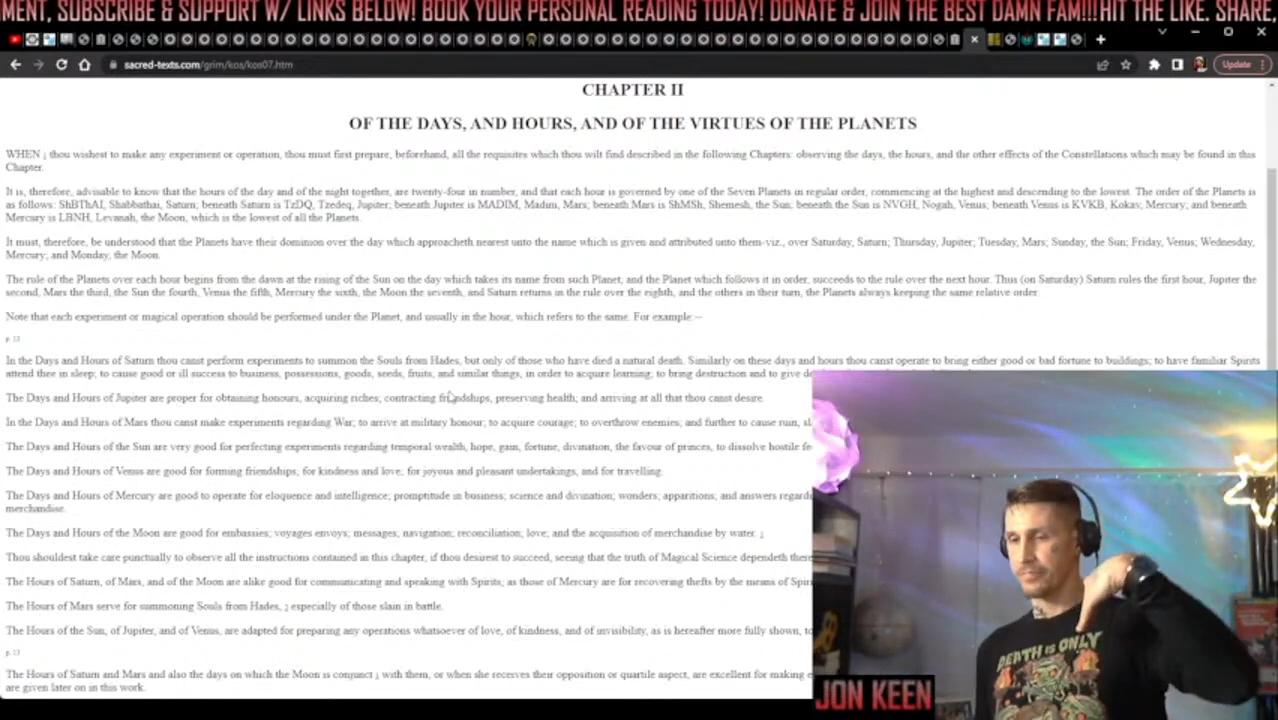 MENT, SUBSCRIBE & SUPPORT W/ LINKS BELOW! BOOK YOUR PERSONAL READING TODAY! DONATE & JOIN THE BEST DAMN FAM!!!HIT THE LIKE. SHARE,
sacred-texts.com/grim/kos/kos07.htm
Update
CHAPTER II
OF THE DAYS, AND HOURS, AND OF THE VIRTUES OF THE PLANETS
WHEN 1 thou wishest to make any experiment or operation, thou must first prepare, beforehand, all the requisites which thou wilt find described in the following Chapters: observing the days, the hours, and the other effects of the Constellations which may be found in this
Chapter.
It is, therefore, advisable to know that the hours of the day and of the night together, are twenty-four in number, and that each hour is governed by one of the Seven Planets in regular order, commencing at the highest and descending to the lowest. The order of the Planets is
as follows: ShBThAI, Shabbathai, Saturn; beneath Saturn is TzDQ, Tzedeq, Jupiter; beneath Jupiter is MADIM, Madim, Mars; beneath Mars is ShMSh, Shemesh, the Sun; beneath the Sun is NVGH, Nogah, Venus; beneath Venus is KVKB, Kokav, Mercury; and beneath
Mercury is LBNH, Levanah, the Moon, which is the lowest of all the Planets.
It must, therefore, be understood that the Planets have their dominion over the day which approacheth nearest unto the name which is given and attributed unto them-viz., over Saturday, Saturn; Thursday, Jupiter; Tuesday, Mars; Sunday, the Sun; Friday, Venus; Wednesday,
Mercury; and Monday, the Moon.
The rule of the Planets over each hour begins from the dawn at the rising of the Sun on the day which takes its name from such Planet, and the Planet which follows it in order, succeeds to the rule over the next hour. Thus (on Saturday) Saturn rules the first hour, Jupiter the
second, Mars the third, the Sun the fourth, Venus the fifth, Mercury the sixth, the Moon the seventh, and Saturn returns in the rule over the eighth, and the others in their turn, the Planets always keeping the same relative order.
Note that each experiment or magical operation should be performed under the Planet, and usually in the hour, which refers to the same. For example:--
p. 12
In the Days and Hours of Saturn thou canst perform experiments to summon the Souls from Hades, but only of those who have died a natural death. Similarly on these days and hours thou canst operate to bring either good or bad fortune to buildings; to have familiar Spirits
attend thee in sleep; to cause good or ill success to business, possessions, goods, seeds, fruits, and similar things, in order to acquire learning; to bring destruction and to give
The Days and Hours of Jupiter are proper for obtaining honours, acquiring riches; contracting friendships, preserving health; and arriving at all that thou canst desire.
In the Days and Hours of Mars thou canst make experiments regarding War; to arrive at military honour; to acquire courage; to overthrow enemies; and further to cause ruin,
The Days and Hours of the Sun are very good for perfecting experiments regarding temporal wealth, hope, gain, fortune, divination, the favour of princes, to dissolve hostile
The Days and Hours of Venus are good for forming friendships; for kindness and love; for joyous and pleasant undertakings, and for travelling.
The Days and Hours of Mercury are good to operate for eloquence and intelligence; promptitude in business; science and divination; wonders; apparitions; and answers
merchandise.
The Days and Hours of the Moon are good for embassies; voyages envoys; messages; navigation; reconciliation; love; and the acquisition of merchandise by water.
Thou shouldest take care punctually to observe all the instructions contained in this chapter, if thou desirest to succeed, seeing that the truth of Magical Science dependeth
The Hours of Saturn, of Mars, and of the Moon are alike good for communicating and speaking with Spirits; as those of Mercury are for recovering thefts by the means of
The Hours of Mars serve for summoning Souls from Hades, especially of those slain in battle.
The Hours of the Sun, of Jupiter, and of Venus, are adapted for preparing any operations whatsoever of love, of kindness, and of invisibility, as is hereafter more fully shown,
p. 13
The Hours of Saturn and Mars and also the days on which the Moon is conjunct with them, or when she receives their opposition or quartile aspect, are excellent for making
are given later on in this work.
DEATH IS ONLY
JON KEEN